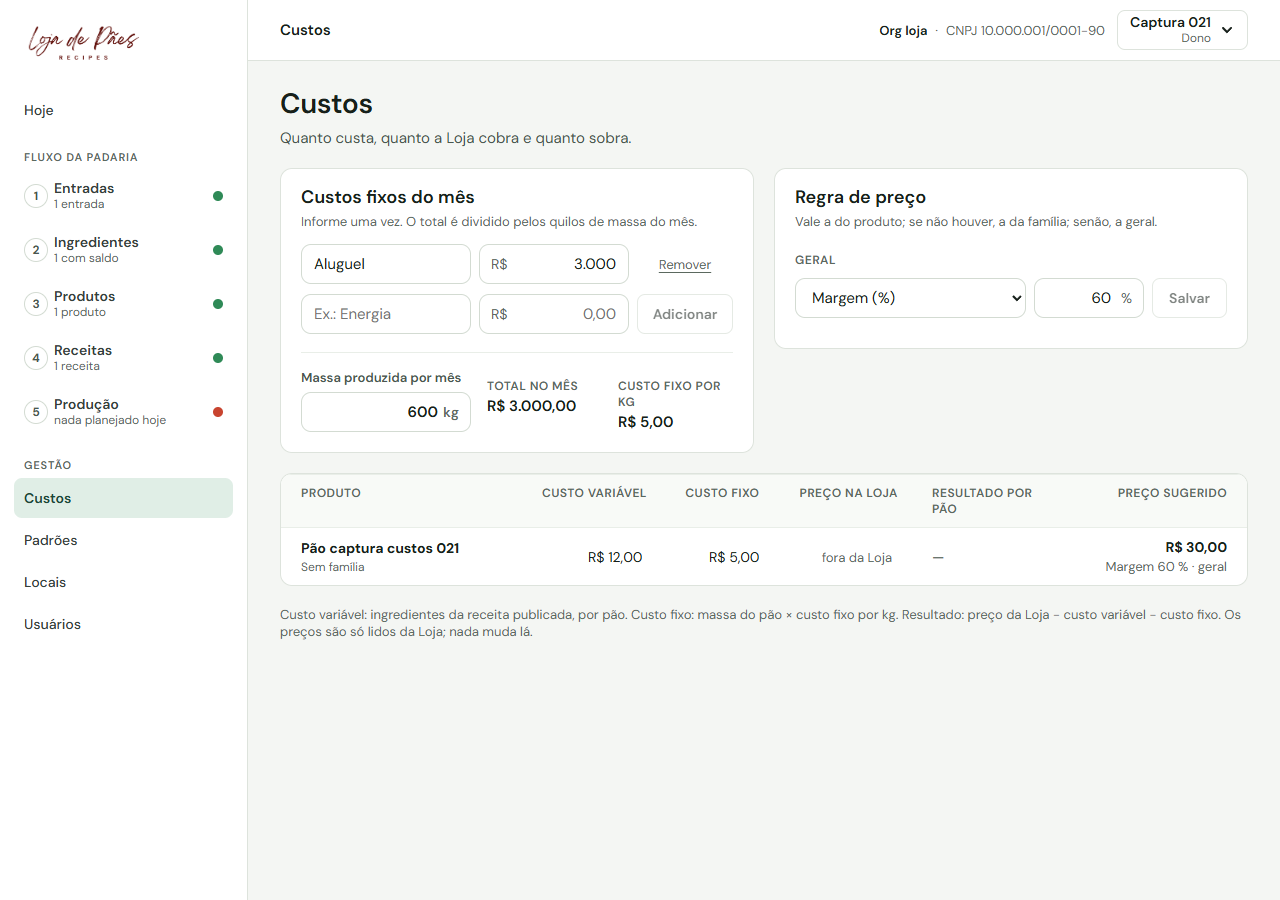 Loja de Pães
RECIPES
Custos
Org loja · CNPJ 10.000.001/0001-90
Captura 021
Dono
Hoje
FLUXO DA PADARIA
1 Entradas
1 entrada
2 Ingredientes
1 com saldo
3 Produtos
1 produto
4 Receitas
1 receita
5 Produção
nada planejado hoje
GESTÃO
Custos
Padrões
Locais
Usuários
Custos
Quanto custa, quanto a Loja cobra e quanto sobra.
Custos fixos do mês
Informe uma vez. O total é dividido pelos quilos de massa do mês.
Aluguel R$ 3.000 Remover
Ex.: Energia R$ 0,00 Adicionar
Massa produzida por mês
600 kg
TOTAL NO MÊS
R$ 3.000,00
CUSTO FIXO POR
KG
R$ 5,00
Regra de preço
Vale a do produto; se não houver, a da família; senão, a geral.
GERAL
Margem (%) 60 % Salvar
PRODUTO CUSTO VARIÁVEL CUSTO FIXO PREÇO NA LOJA RESULTADO POR PREÇO SUGERIDO
PÃO
Pão captura custos 021
Sem família
R$ 12,00 R$ 5,00 fora da Loja —
R$ 30,00
Margem 60 % · geral
Custo variável: ingredientes da receita publicada, por pão. Custo fixo: massa do pão × custo fixo por kg. Resultado: preço da Loja − custo variável − custo fixo. Os
preços são só lidos da Loja; nada muda lá.